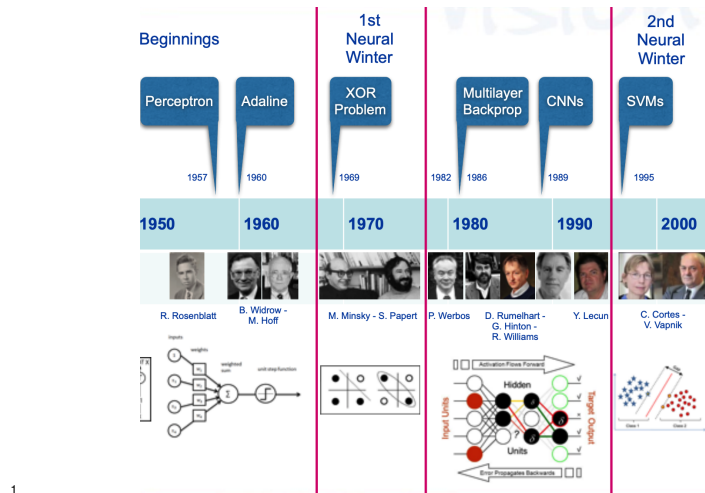 Beginnings
1st
Neural
Winter
2nd
Neural
Winter
Perceptron
Adaline
XOR
Problem
Multilayer
Backprop
CNNs
SVMs
1957
1960
1969
1982
1986
1989
1995
1950
1960
1970
1980
1990
2000
R. Rosenblatt
B. Widrow -
M. Hoff
M. Minsky - S. Papert
P. Werbos
D. Rumelhart -
G. Hinton -
R. Williams
Y. Lecun
C. Cortes -
V. Vapnik
inputs
weights
weighted
sum
unit step function
Σ
Activation Flows Forward
Hidden
Input Units
Target Output
?
δ
δ
δ
Units
Error Propagates Backwards
Class 1
Class 2
1